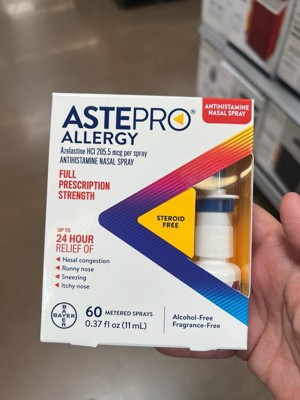 ASTEPRO
ALLERGY
ANTIHISTAMINE
NASAL SPRAY
Azelastine HCl 205.5 mcg per spray
ANTIHISTAMINE NASAL SPRAY
FULL
PRESCRIPTION
STRENGTH
STEROID
FREE
UP TO
24 HOUR
RELIEF OF
Nasal congestion
Runny nose
Sneezing
Itchy nose
BAYER
BAYER
60 METERED SPRAYS
0.37 fl oz (11 mL)
Alcohol-Free
Fragrance-Free